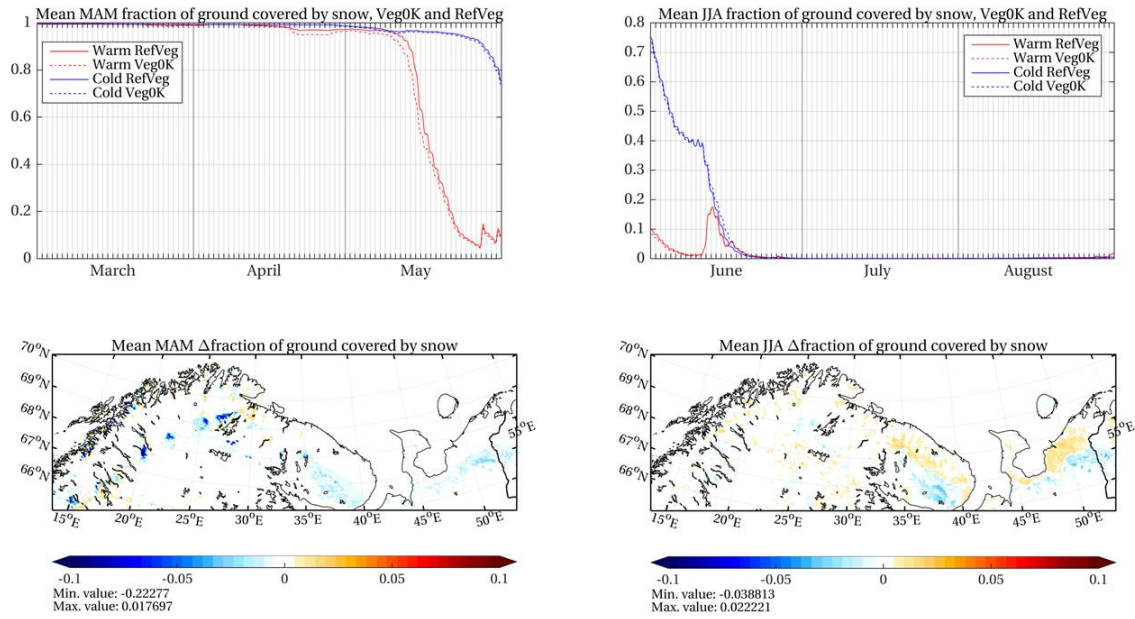 Mean MAM fraction of ground covered by snow, Veg0K and RefVeg
1
0.8
0.6
0.4
0.2
0
Warm RefVeg
Warm Veg0K
Cold RefVeg
Cold Veg0K
March
April
May
Mean JJA fraction of ground covered by snow, Veg0K and RefVeg
0.8
0.7
0.6
0.5
0.4
0.3
0.2
0.1
0
Warm RefVeg
Warm Veg0K
Cold RefVeg
Cold Veg0K
June
July
August
Mean MAM Δfraction of ground covered by snow
70°N
69°N
68°N
67°N
66°N
15°E
20°E
25°E
30°E
35°E
40°E
45°E
50°E
55°E
-0.1
-0.05
0
0.05
0.1
Min. value: -0.22277
Max. value: 0.017697
Mean JJA Δfraction of ground covered by snow
70°N
69°N
68°N
67°N
66°N
15°E
20°E
25°E
30°E
35°E
40°E
45°E
50°E
55°E
-0.1
-0.05
0
0.05
0.1
Min. value: -0.038813
Max. value: 0.022221